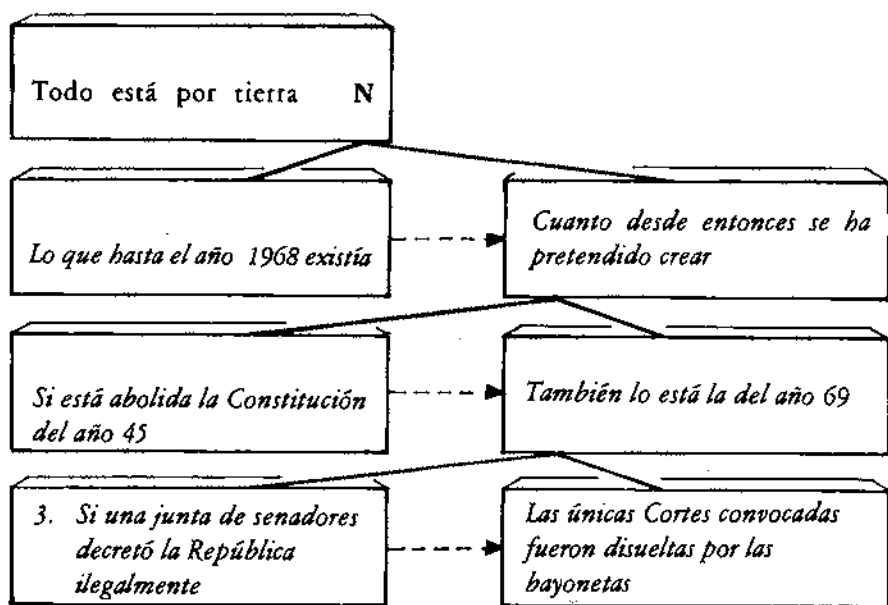 Todo está por tierra N
Lo que hasta el año 1968 existía
Cuanto desde entonces se ha
pretendido crear
Si está abolida la Constitución
del año 45
También lo está la del año 69
3. Si una junta de senadores
decretó la República
ilegalmente
Las únicas Cortes convocadas
fueron disueltas por las
bayonetas